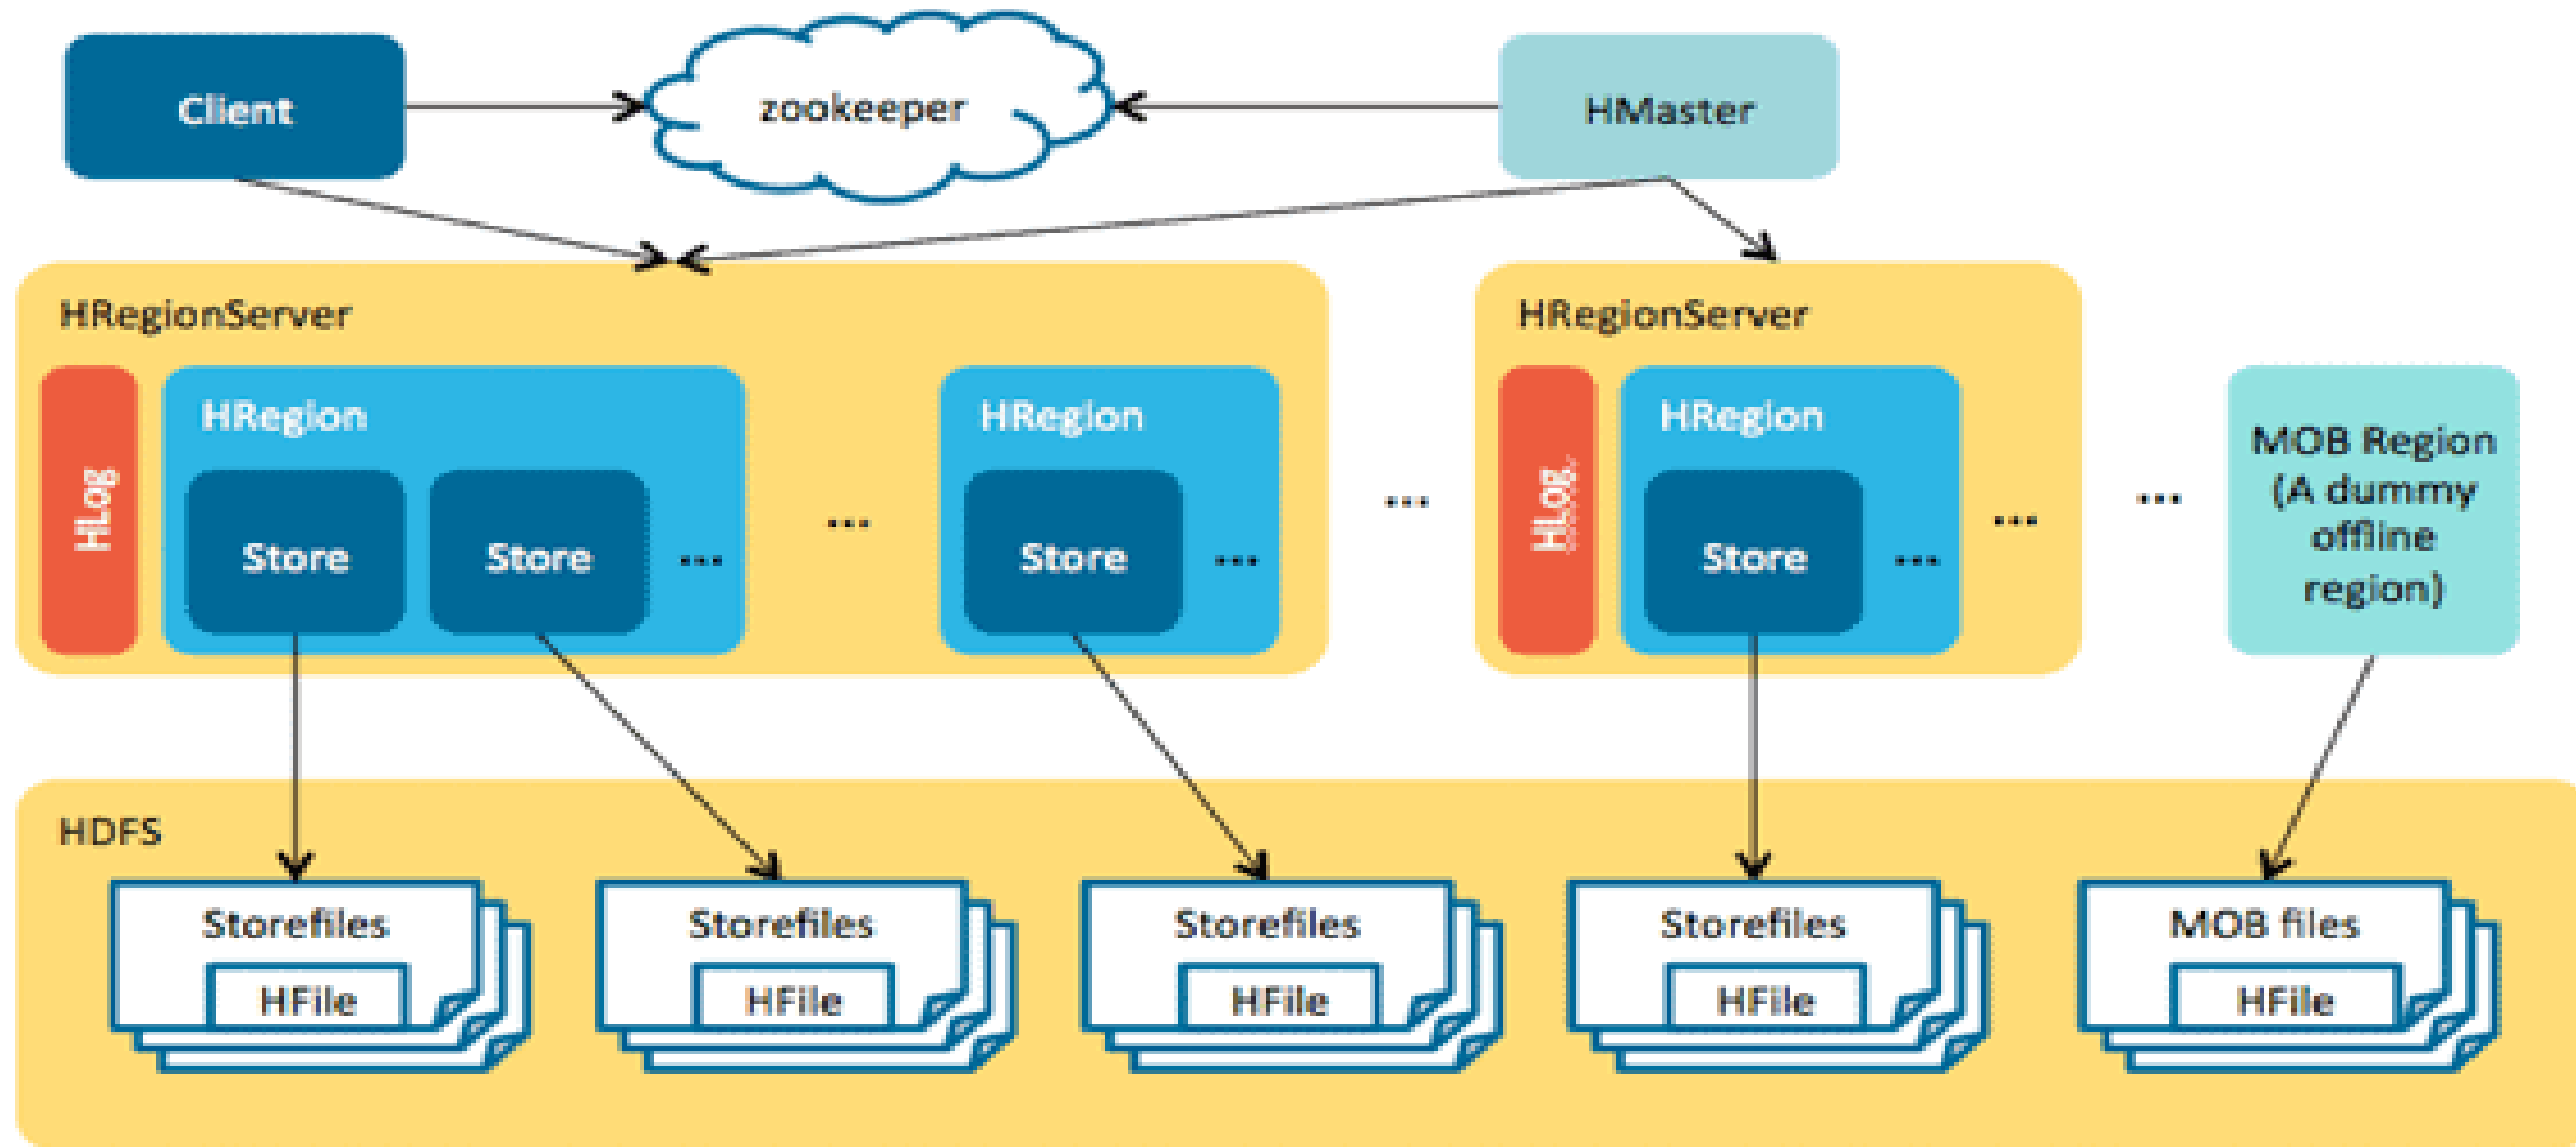 Client
zookeeper
HMaster
HRegionServer
HRegionServer
HLog
HRegion
HRegion
HLog
HRegion
MOB Region
(A dummy
offline
region)
Store
Store
...
...
Store
...
...
Store
...
...
...
HDFS
Storefiles
HFile
Storefiles
HFile
Storefiles
HFile
Storefiles
HFile
MOB files
HFile